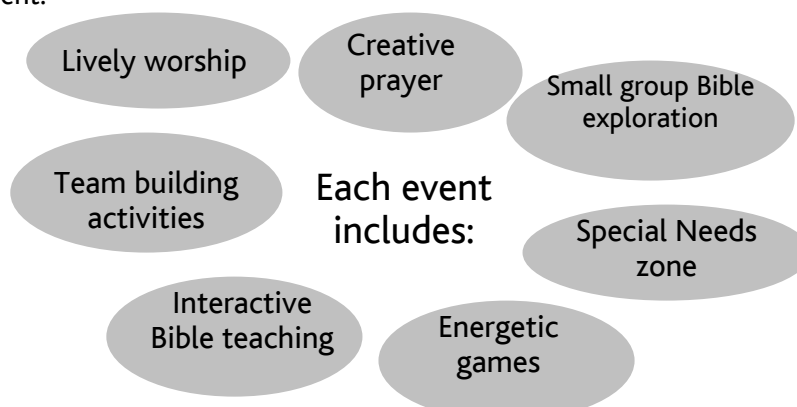 Lively worship
Creative
prayer
Small group Bible
exploration
Team building
activities
Each event
includes:
Special Needs
zone
Interactive
Bible teaching
Energetic
games